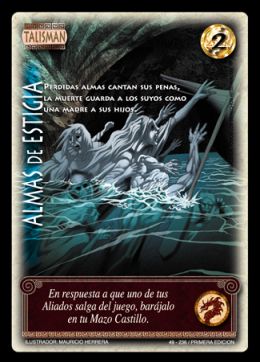 TALISMAN
2
ALMAS DE ESTIGIA
PERDIDAS ALMAS CANTAN SUS PENAS,
LA MUERTE GUARDA A LOS SUYOS COMO
UNA MADRE A SUS HIJOS.
En respuesta a que uno de tus
Aliados salga del juego, barájalo
en tu Mazo Castillo.
ILUSTRADOR: MAURICIO HERRERA
49 - 236 / PRIMERA EDICION